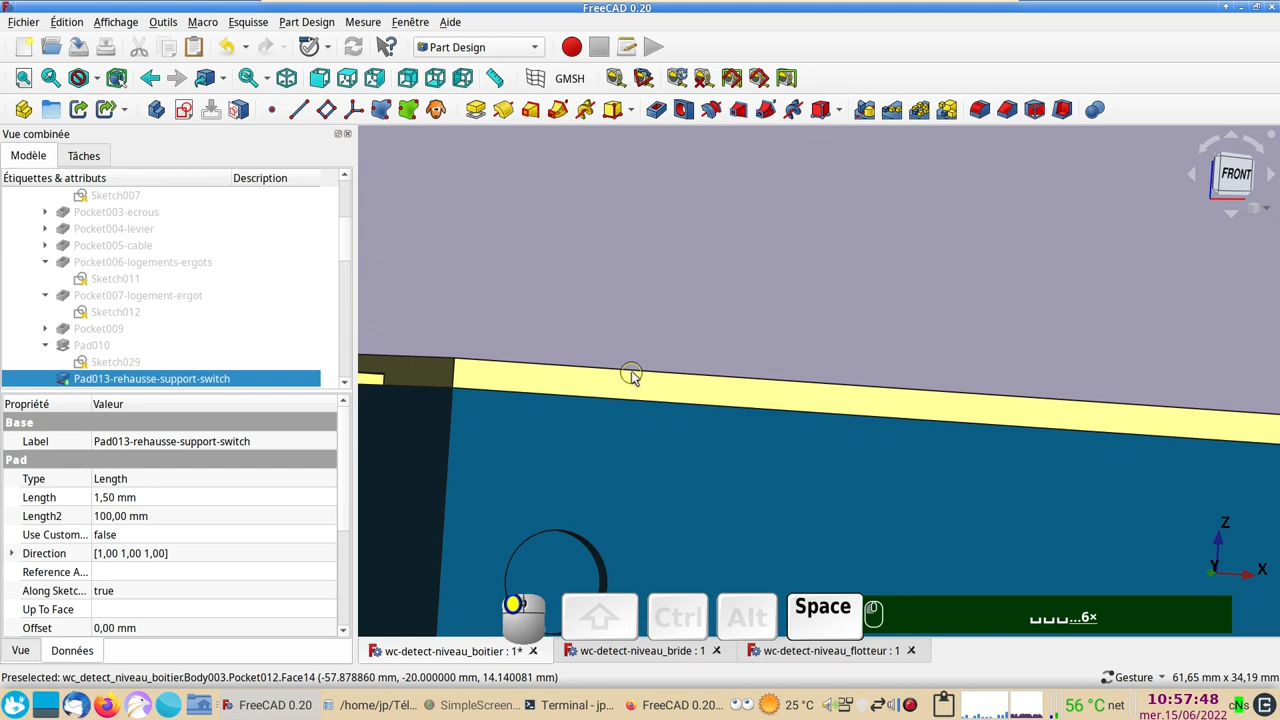 FreeCAD 0.20
Fichier Édition Affichage Outils Macro Esquisse Part Design Mesure Fenêtre Aide
Part Design
GMSH
Vue combinée
Modèle Tâches
Étiquettes & attributs Description
Sketch007
Pocket003-ecrous
Pocket004-levier
Pocket005-cable
Pocket006-logements-ergots
Sketch011
Pocket007-logement-ergot
Sketch012
Pocket009
Pad010
Sketch029
Pad013-rehausse-support-switch
Propriété Valeur
Base
Label Pad013-rehausse-support-switch
Pad
Type Length
Length 1,50 mm
Length2 100,00 mm
Use Custom... false
Direction [1,00 1,00 1,00]
Reference A...
Along Sketc... true
Up To Face
Offset 0,00 mm
Vue Données
FRONT
Z
X
Y
Ctrl Alt Space ␣␣␣...6×
wc-detect-niveau_boitier : 1* wc-detect-niveau_bride : 1 wc-detect-niveau_flotteur : 1
Preselected: wc_detect_niveau_boitier.Body003.Pocket012.Face14 (-57.878860 mm, -20.000000 mm, 14.140081 mm) Gesture 61,65 mm x 34,19 mm
FreeCAD 0.20 /home/jp/Tél... SimpleScreen... Terminal - jp... FreeCAD 0.20... 25 °C 56 °C net 10:57:48
mer.15/06/2022